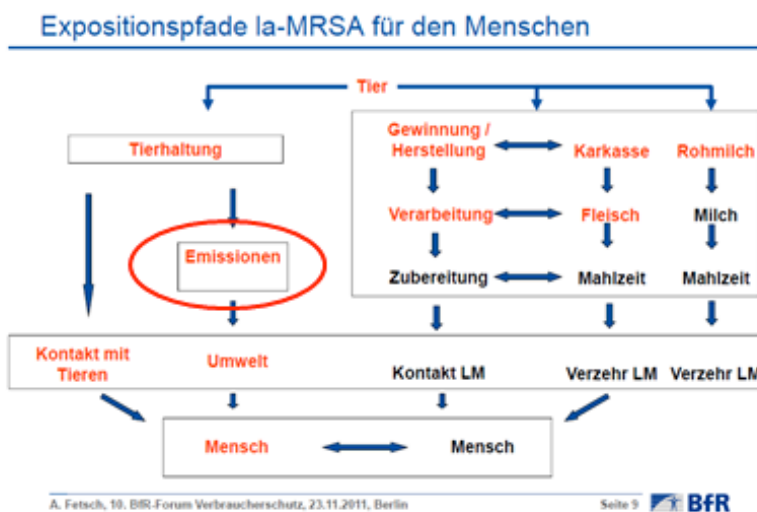 Expositionspfade la-MRSA für den Menschen
Tier
Tierhaltung
Gewinnung /
Herstellung
Karkasse
Rohmilch
Verarbeitung
Fleisch
Milch
Emissionen
Zubereitung
Mahlzeit
Mahlzeit
Kontakt mit
Tieren
Umwelt
Kontakt LM
Verzehr LM
Verzehr LM
Mensch
Mensch
A. Fetsch, 10. BfR-Forum Verbraucherschutz, 23.11.2011, Berlin
Seite 9
BfR